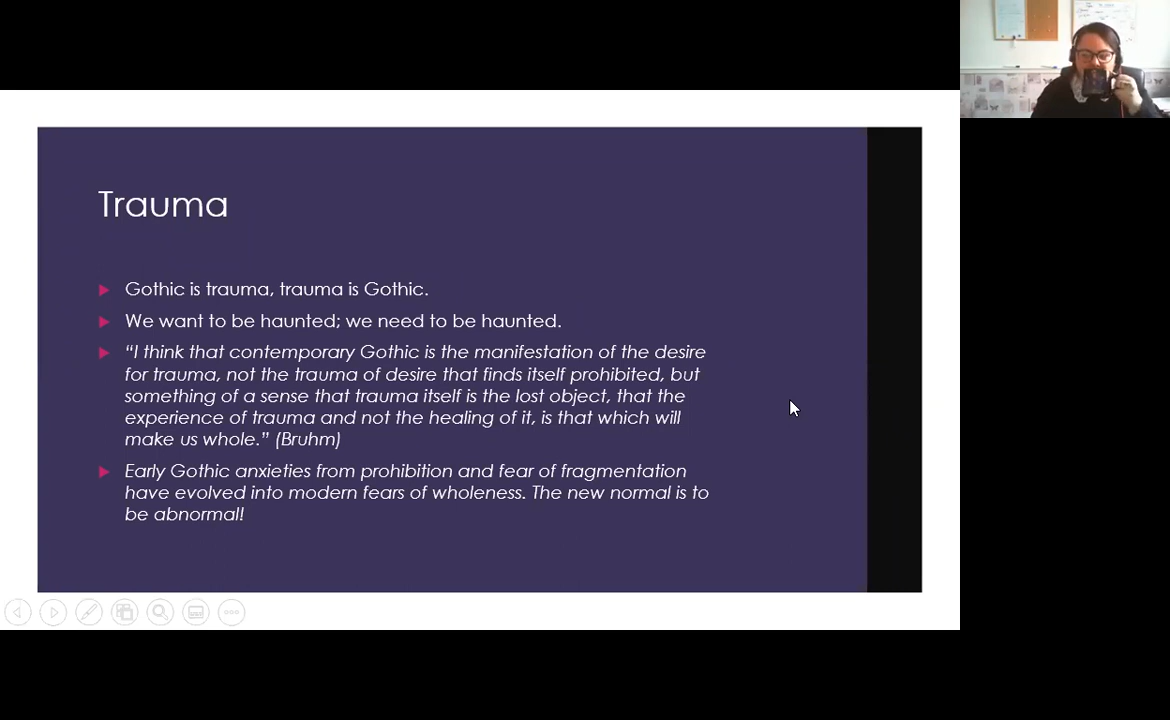 Trauma
Gothic is trauma, trauma is Gothic.
We want to be haunted; we need to be haunted.
“I think that contemporary Gothic is the manifestation of the desire
for trauma, not the trauma of desire that finds itself prohibited, but
something of a sense that trauma itself is the lost object, that the
experience of trauma and not the healing of it, is that which will
make us whole.” (Bruhm)
Early Gothic anxieties from prohibition and fear of fragmentation
have evolved into modern fears of wholeness. The new normal is to
be abnormal!